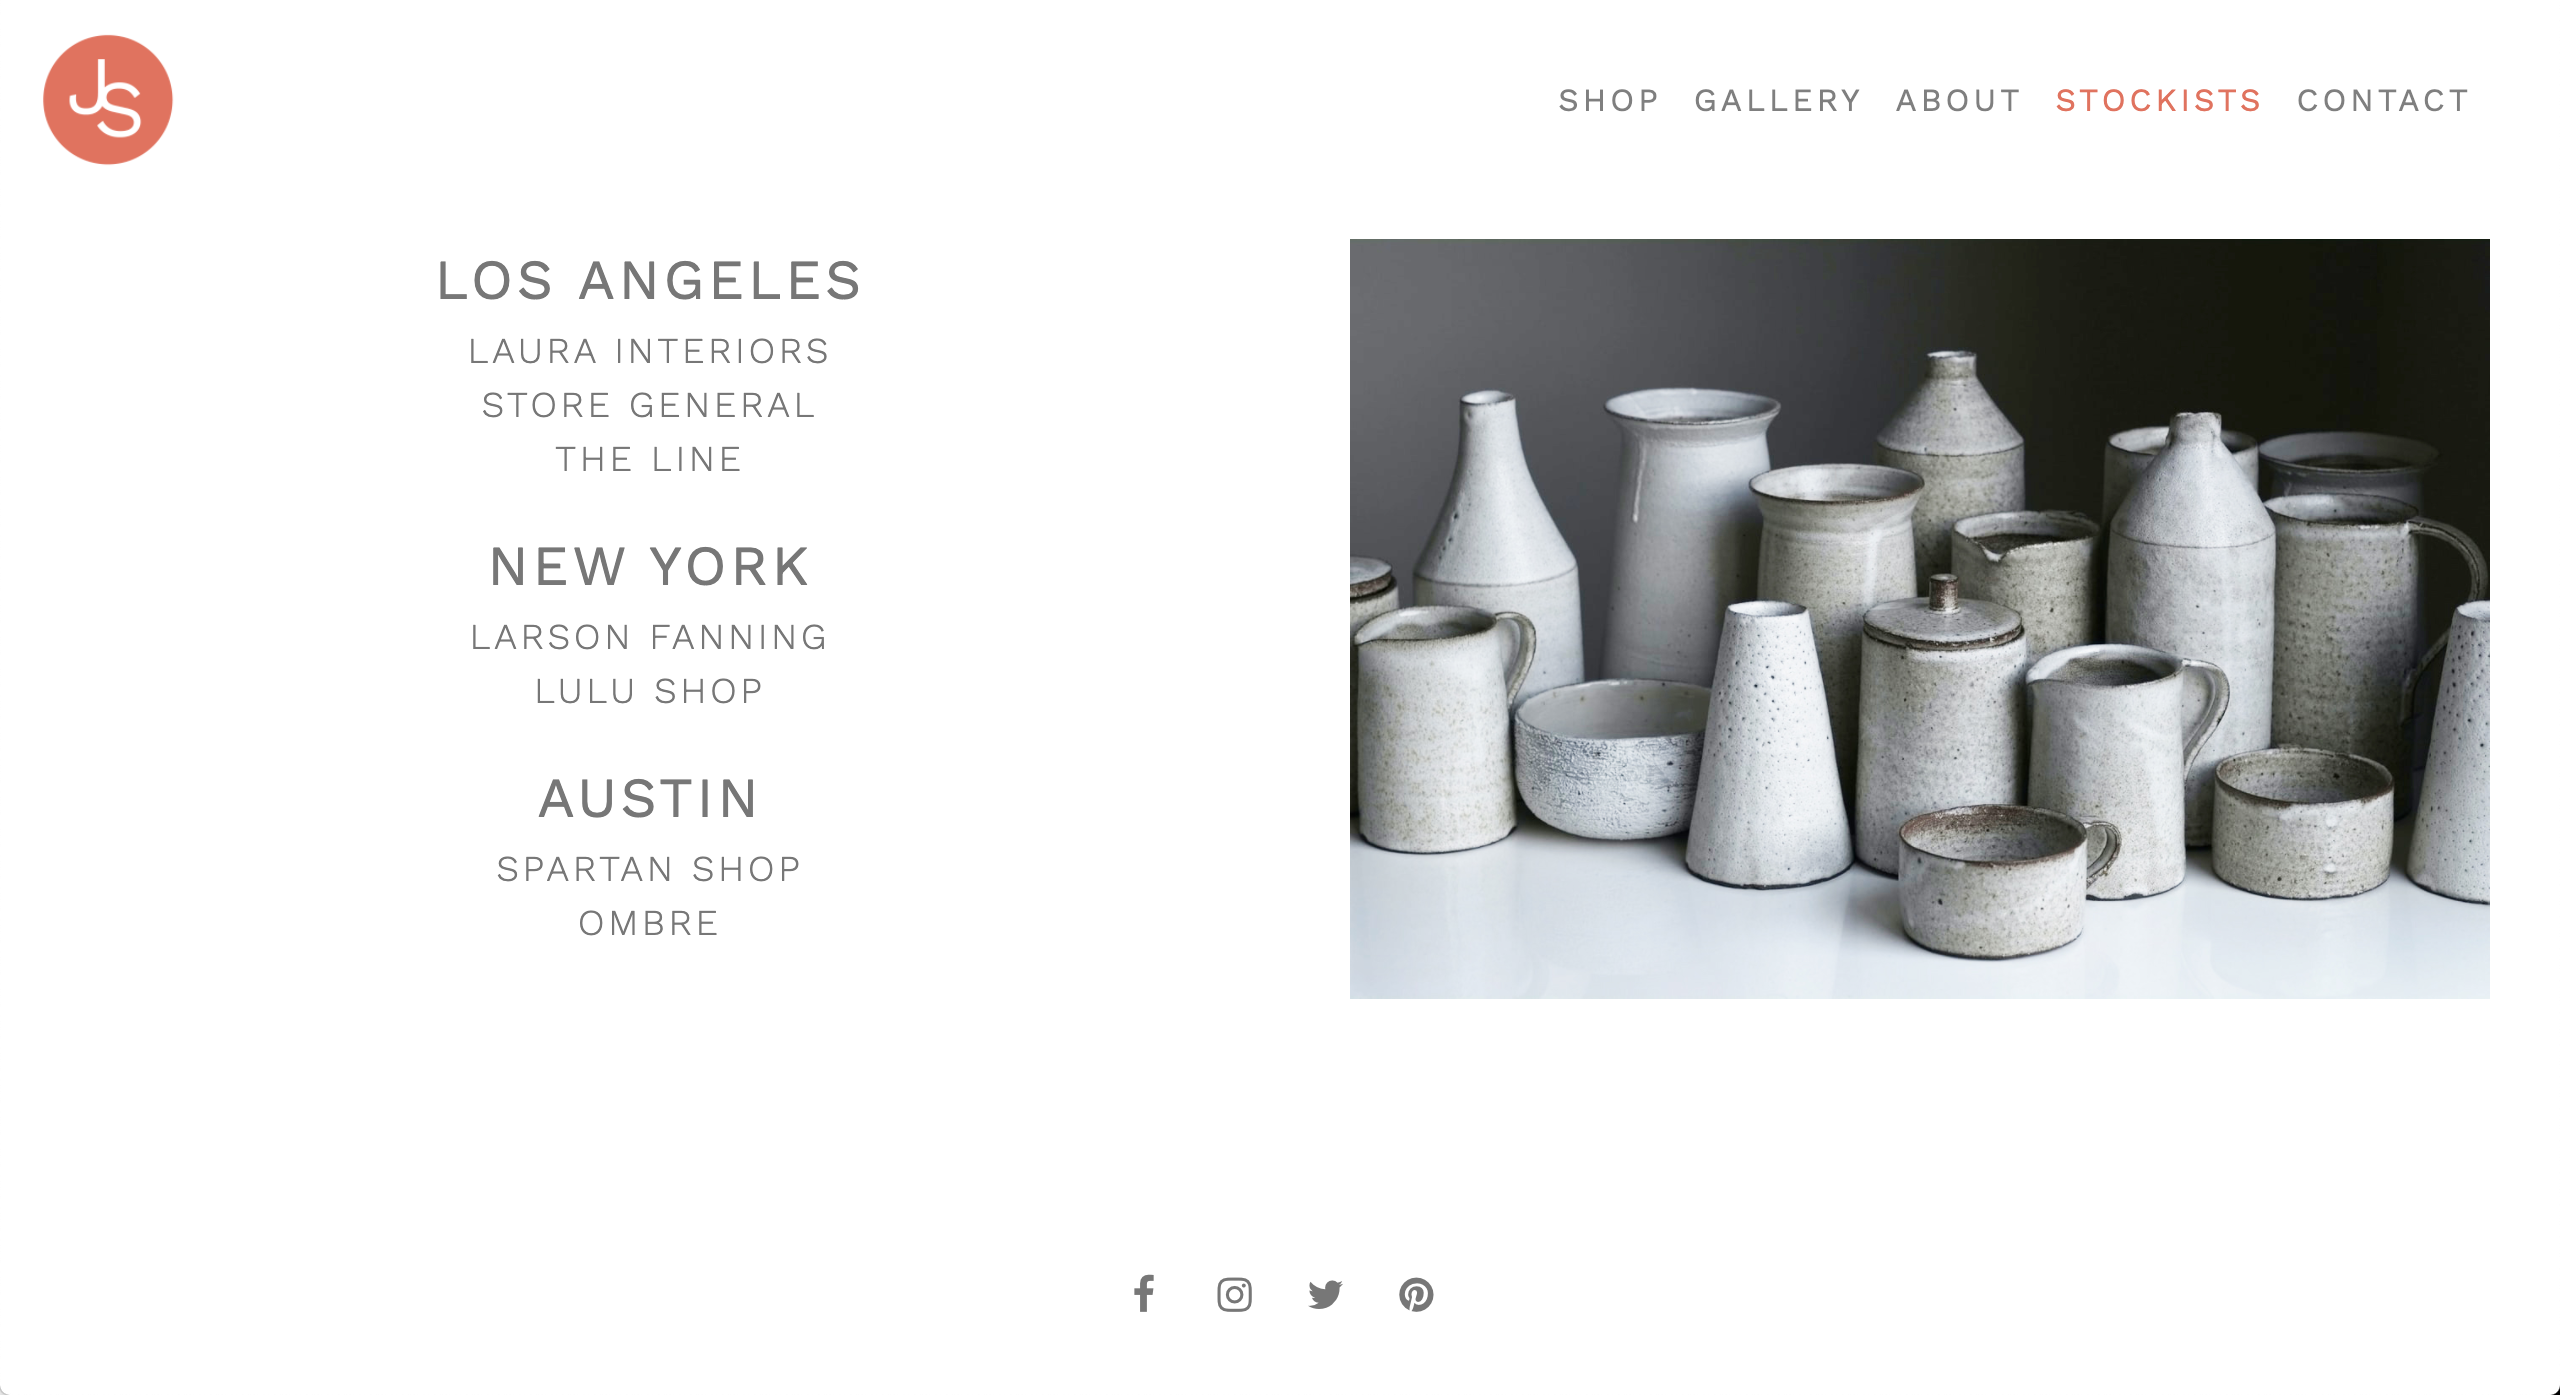 JS
SHOP GALLERY ABOUT STOCKISTS CONTACT
LOS ANGELES
LAURA INTERIORS
STORE GENERAL
THE LINE
NEW YORK
LARSON FANNING
LULU SHOP
AUSTIN
SPARTAN SHOP
OMBRE